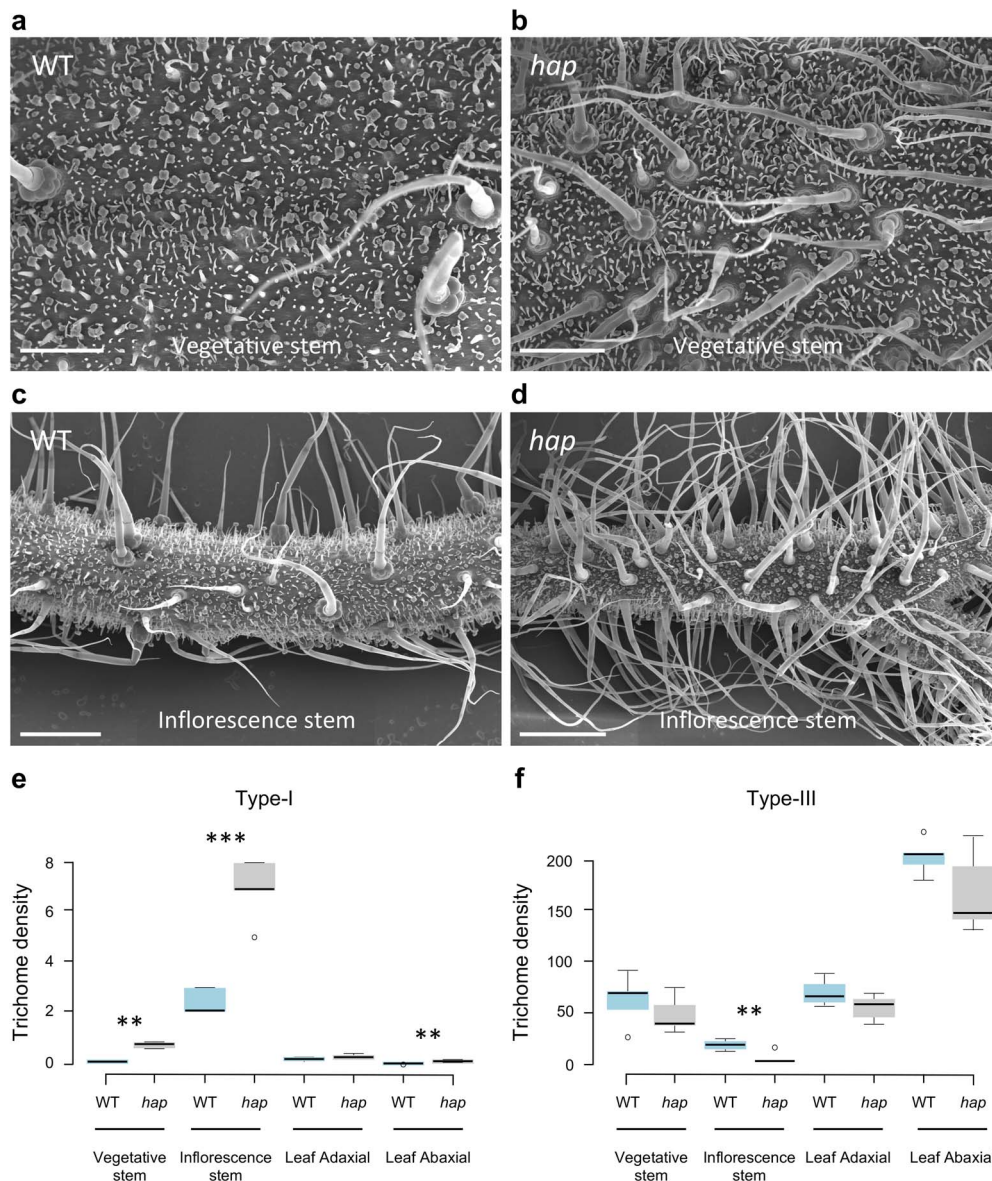 a
b
WT
hap
Vegetative stem
Vegetative stem
c
d
WT
hap
Inflorescence stem
Inflorescence stem
e
f
Type-I
Type-III
Trichome density
8
6
4
2
0
**
***
**
WT
hap
WT
hap
WT
hap
WT
hap
Vegetative
stem
Inflorescence
stem
Leaf Adaxial
Leaf Abaxial
Trichome density
200
150
100
50
0
**
WT
hap
WT
hap
WT
hap
WT
hap
Vegetative
stem
Inflorescence
stem
Leaf Adaxial
Leaf Abaxial